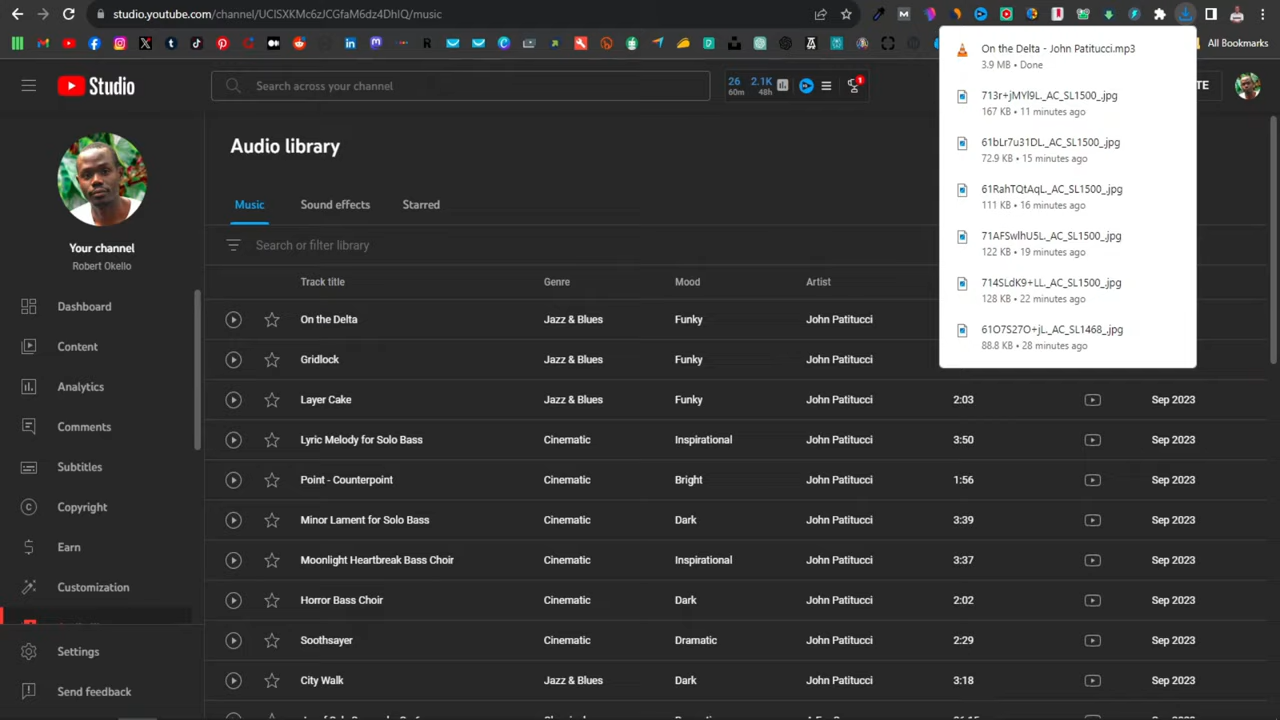 studio.youtube.com/channel/UCISXKMc6zJCGfaM6dz4DhIQ/music
All Bookmarks
Studio
Search across your channel
26
60m
2.1K
48h
1
TE
On the Delta - John Patitucci.mp3
3.9 MB • Done
713r+jMYl9L._AC_SL1500_.jpg
167 KB • 11 minutes ago
61bLr7u31DL._AC_SL1500_.jpg
72.9 KB • 15 minutes ago
61RahTQtAqL._AC_SL1500_.jpg
111 KB • 16 minutes ago
71AFSwlhU5L._AC_SL1500_.jpg
122 KB • 19 minutes ago
714SLdK9+LL._AC_SL1500_.jpg
128 KB • 22 minutes ago
61O7S27O+jL._AC_SL1468_.jpg
88.8 KB • 28 minutes ago
Your channel
Robert Okello
Dashboard
Content
Analytics
Comments
Subtitles
Copyright
Earn
Customization
Settings
Send feedback
Audio library
Music Sound effects Starred
Search or filter library
Track title Genre Mood Artist
On the Delta Jazz & Blues Funky John Patitucci
Gridlock Jazz & Blues Funky John Patitucci
Layer Cake Jazz & Blues Funky John Patitucci 2:03 Sep 2023
Lyric Melody for Solo Bass Cinematic Inspirational John Patitucci 3:50 Sep 2023
Point - Counterpoint Cinematic Bright John Patitucci 1:56 Sep 2023
Minor Lament for Solo Bass Cinematic Dark John Patitucci 3:39 Sep 2023
Moonlight Heartbreak Bass Choir Cinematic Inspirational John Patitucci 3:37 Sep 2023
Horror Bass Choir Cinematic Dark John Patitucci 2:02 Sep 2023
Soothsayer Cinematic Dramatic John Patitucci 2:29 Sep 2023
City Walk Jazz & Blues Dark John Patitucci 3:18 Sep 2023